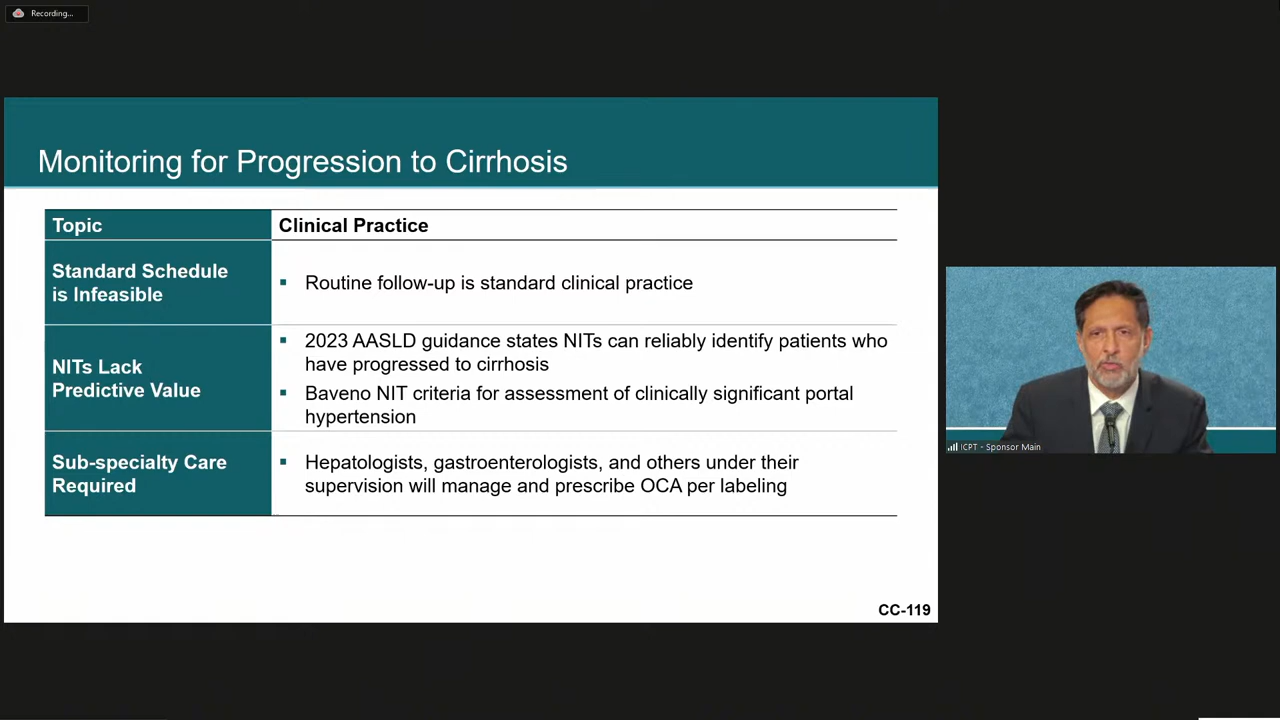 Recording...
Monitoring for Progression to Cirrhosis
Topic
Clinical Practice
Standard Schedule
is Infeasible
▪ Routine follow-up is standard clinical practice
NITs Lack
Predictive Value
▪ 2023 AASLD guidance states NITs can reliably identify patients who
have progressed to cirrhosis
▪ Baveno NIT criteria for assessment of clinically significant portal
hypertension
Sub-specialty Care
Required
▪ Hepatologists, gastroenterologists, and others under their
supervision will manage and prescribe OCA per labeling
CC-119
ICPT - Sponsor Main